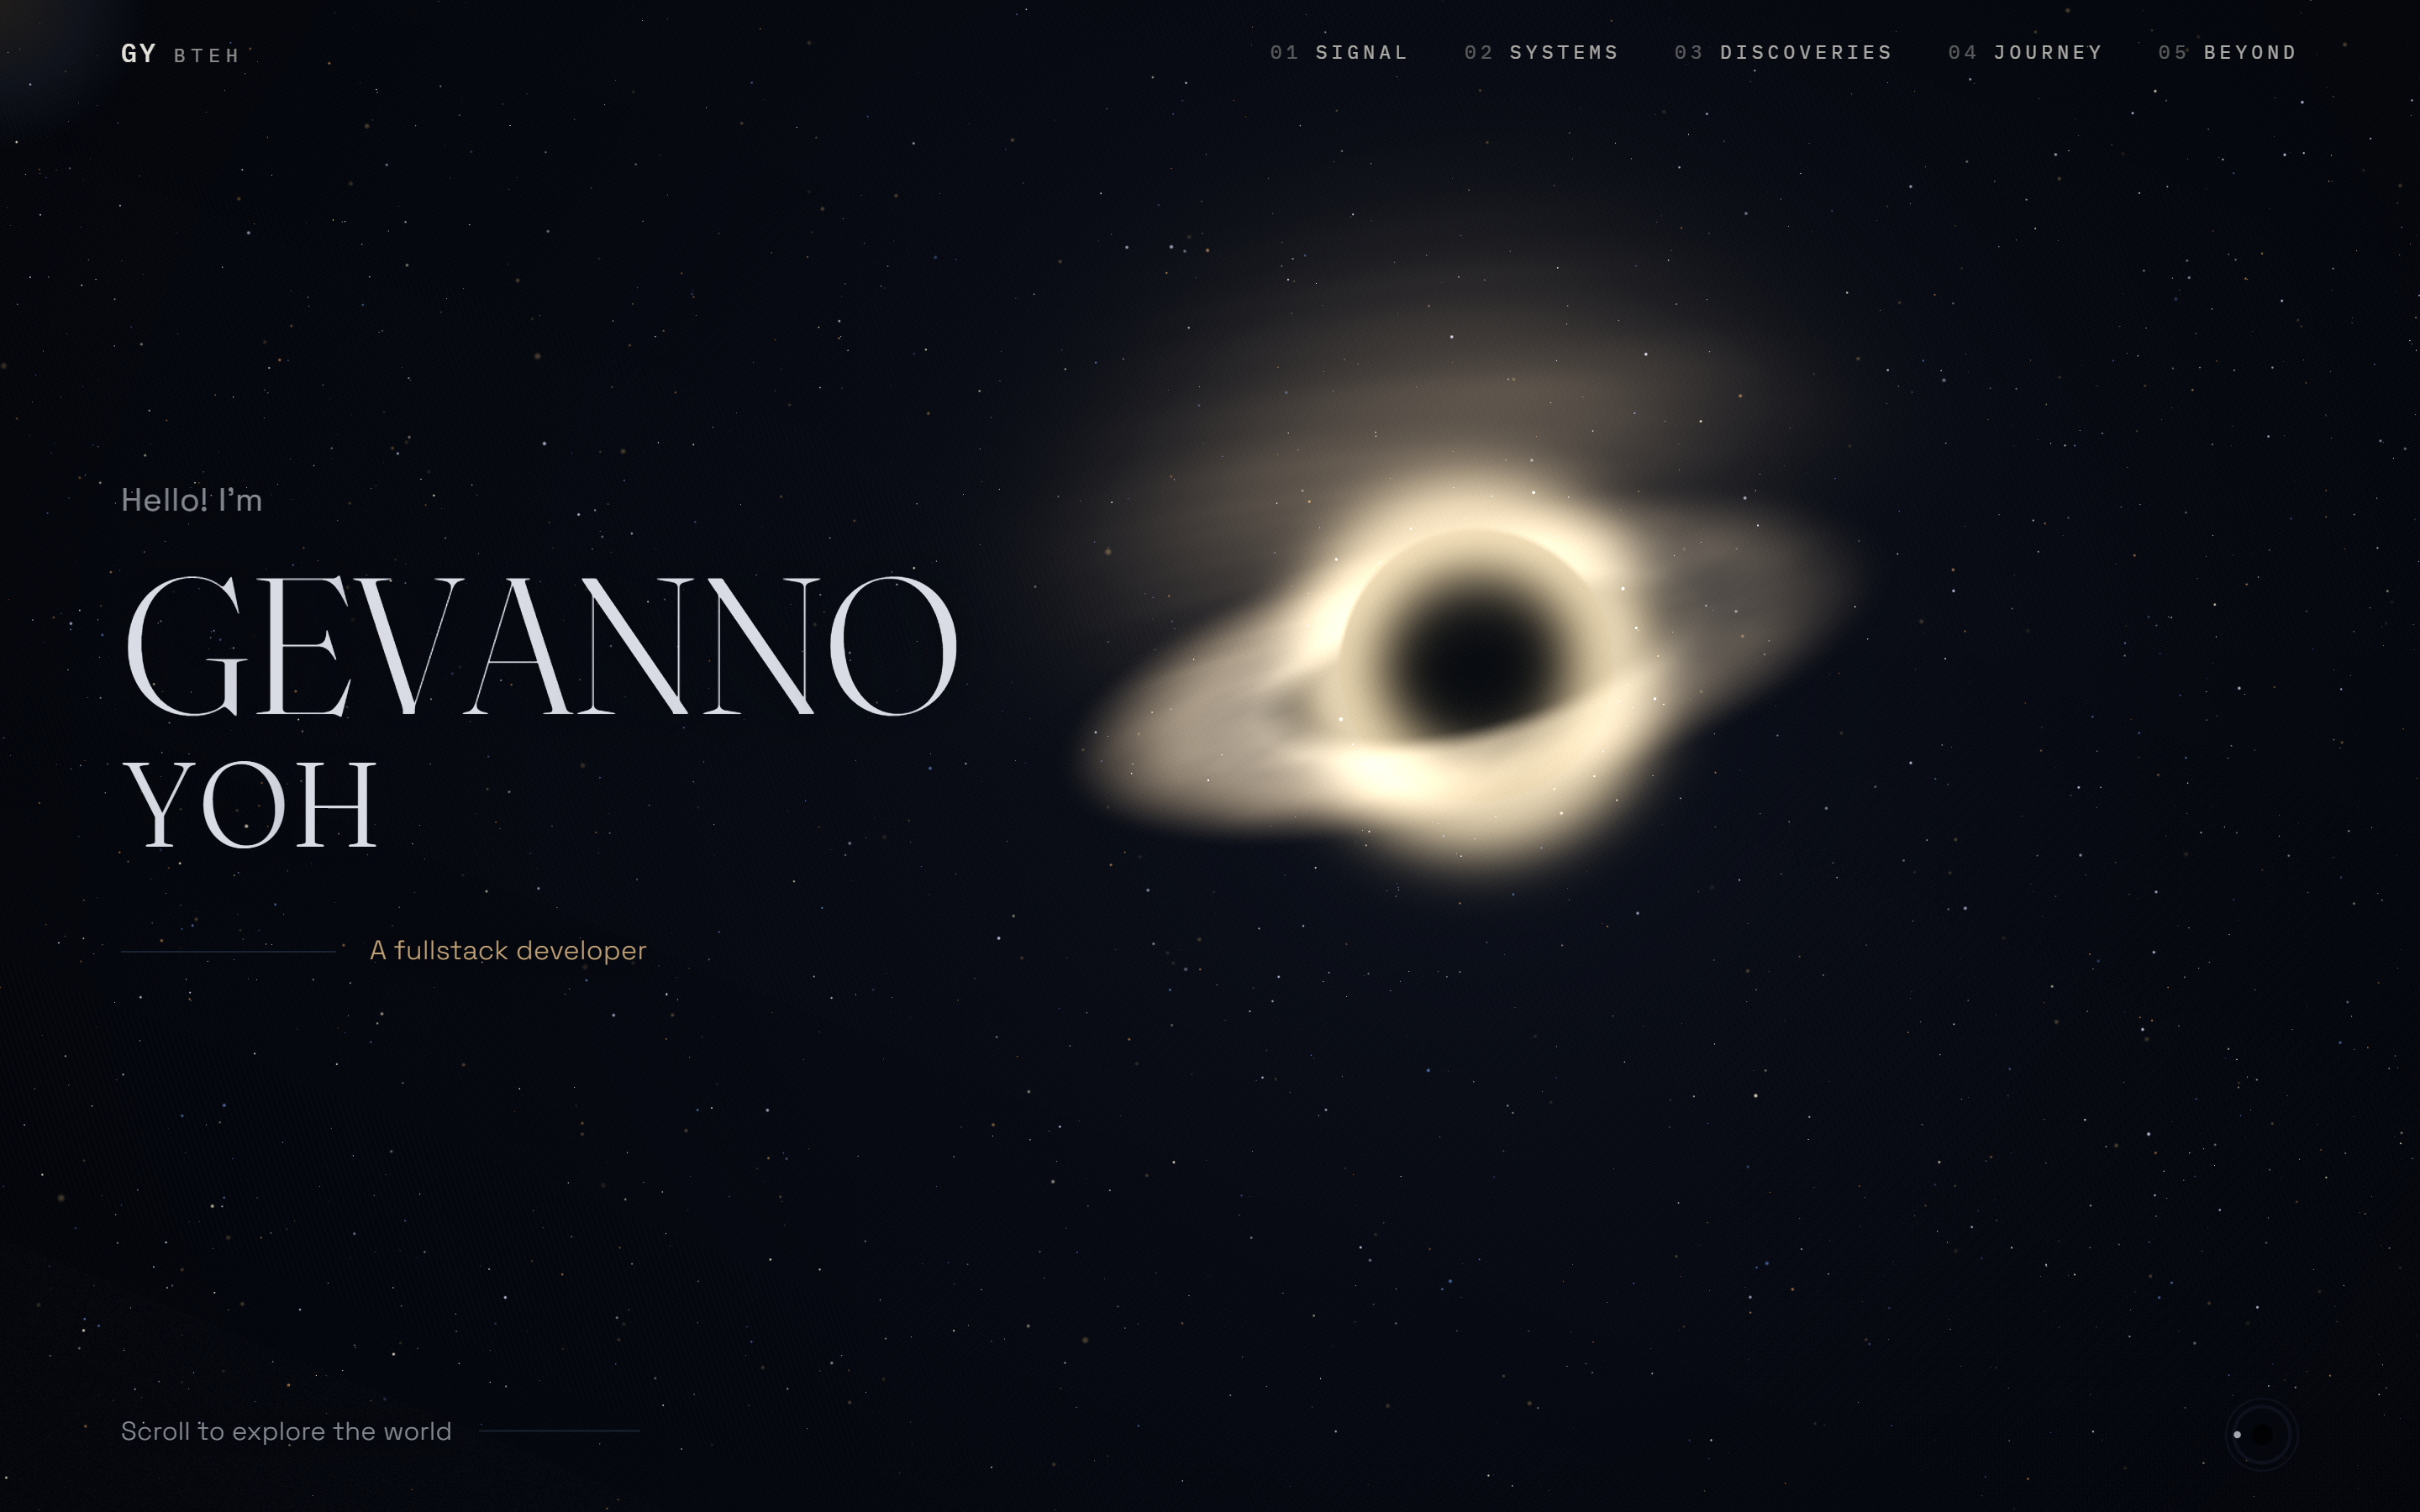 GY BTEH
01 SIGNAL 02 SYSTEMS 03 DISCOVERIES 04 JOURNEY 05 BEYOND
Hello! I’m
GEVANNO
YOH
A fullstack developer
Scroll to explore the world